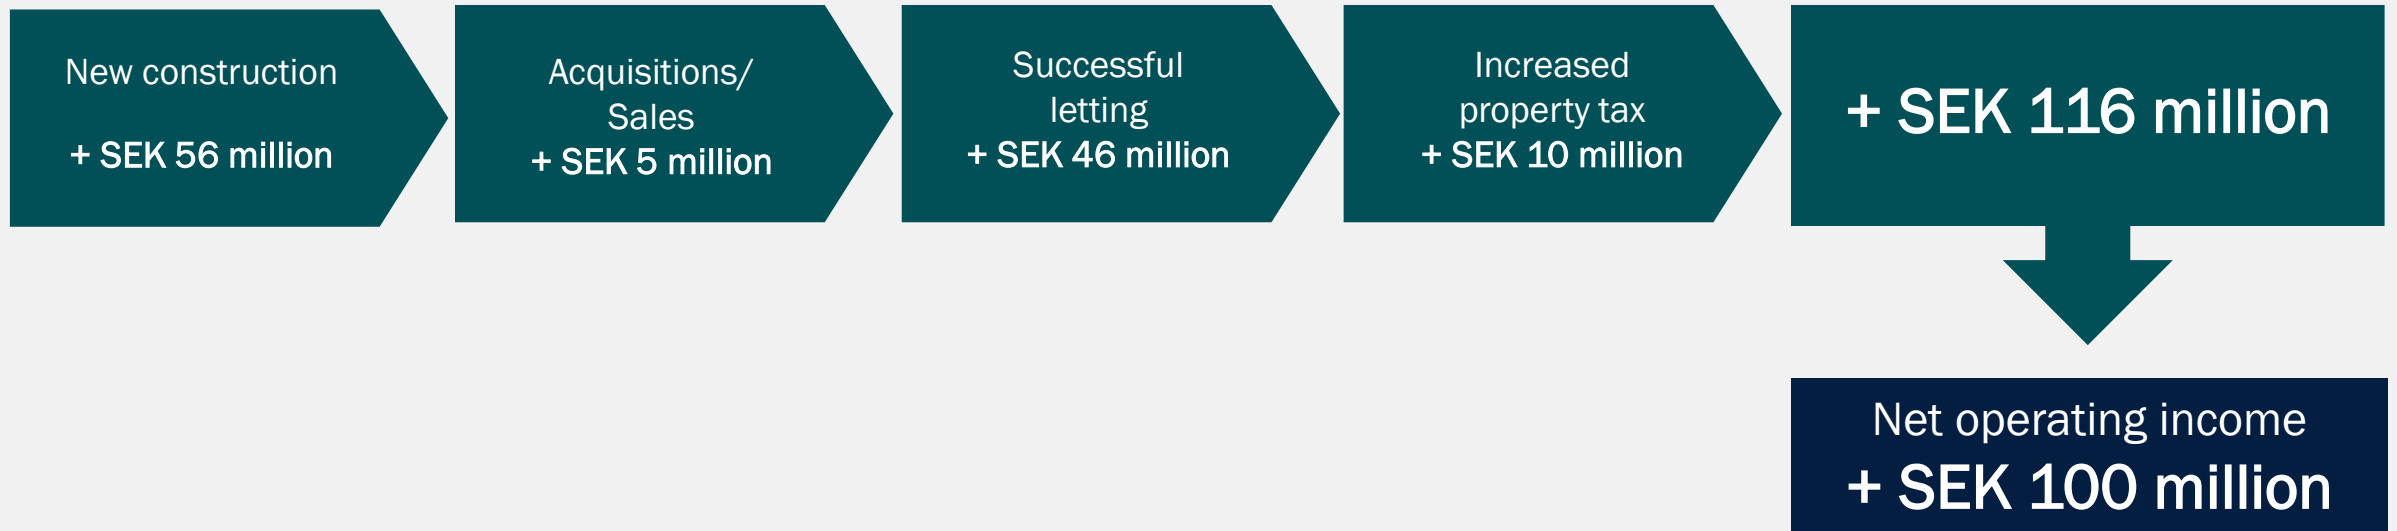 New construction
+ SEK 56 million
Acquisitions/
Sales
+ SEK 5 million
Successful
letting
+ SEK 46 million
Increased
property tax
+ SEK 10 million
+ SEK 116 million
Net operating income
+ SEK 100 million